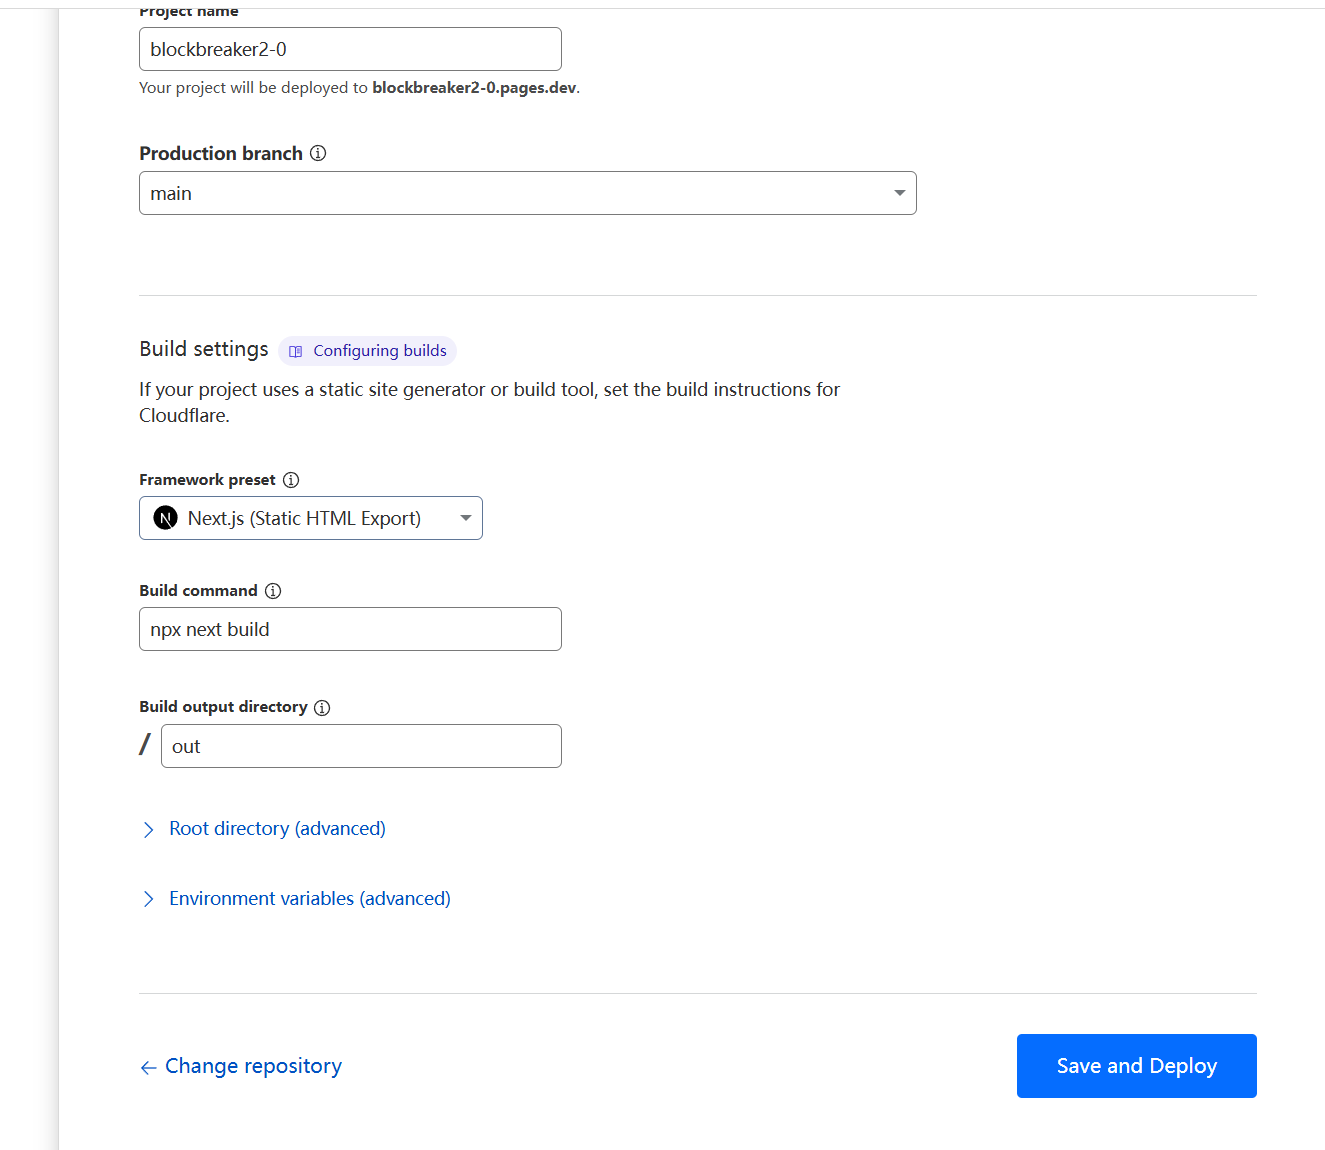 Project name
blockbreaker2-0
Your project will be deployed to blockbreaker2-0.pages.dev.
Production branch
main
Build settings
Configuring builds
If your project uses a static site generator or build tool, set the build instructions for
Cloudflare.
Framework preset
N Next.js (Static HTML Export)
Build command
npx next build
Build output directory
/ out
Root directory (advanced)
Environment variables (advanced)
Change repository
Save and Deploy